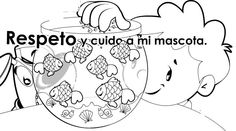 Respeto y cuido a mi mascota.